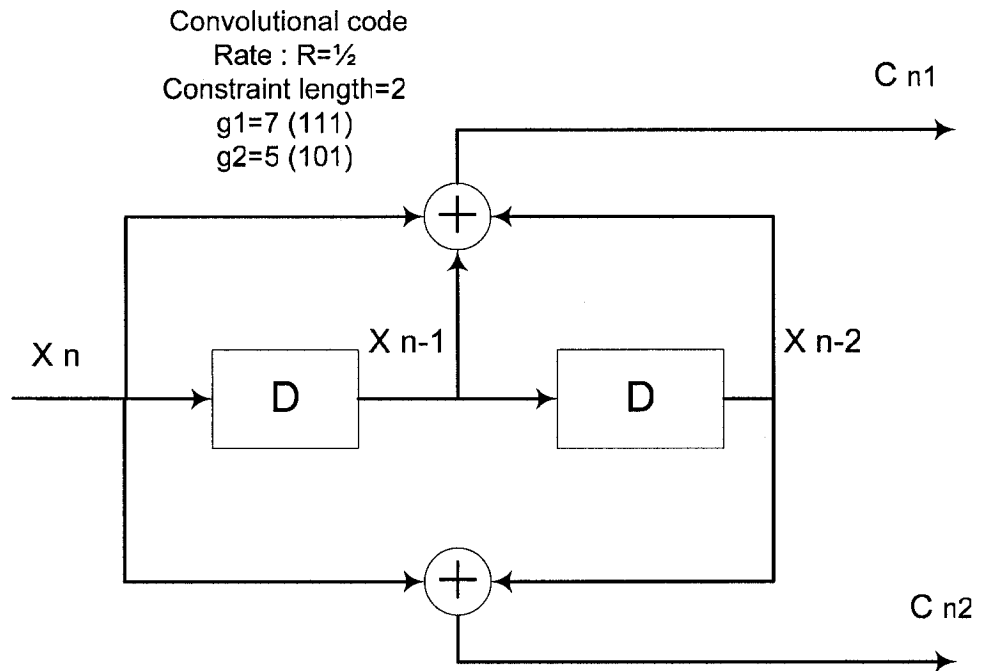 Convolutional code
Rate : R=½
Constraint length=2
g1=7 (111)
g2=5 (101)
C n1
+
X n
D
X n-1
D
X n-2
+
C n2